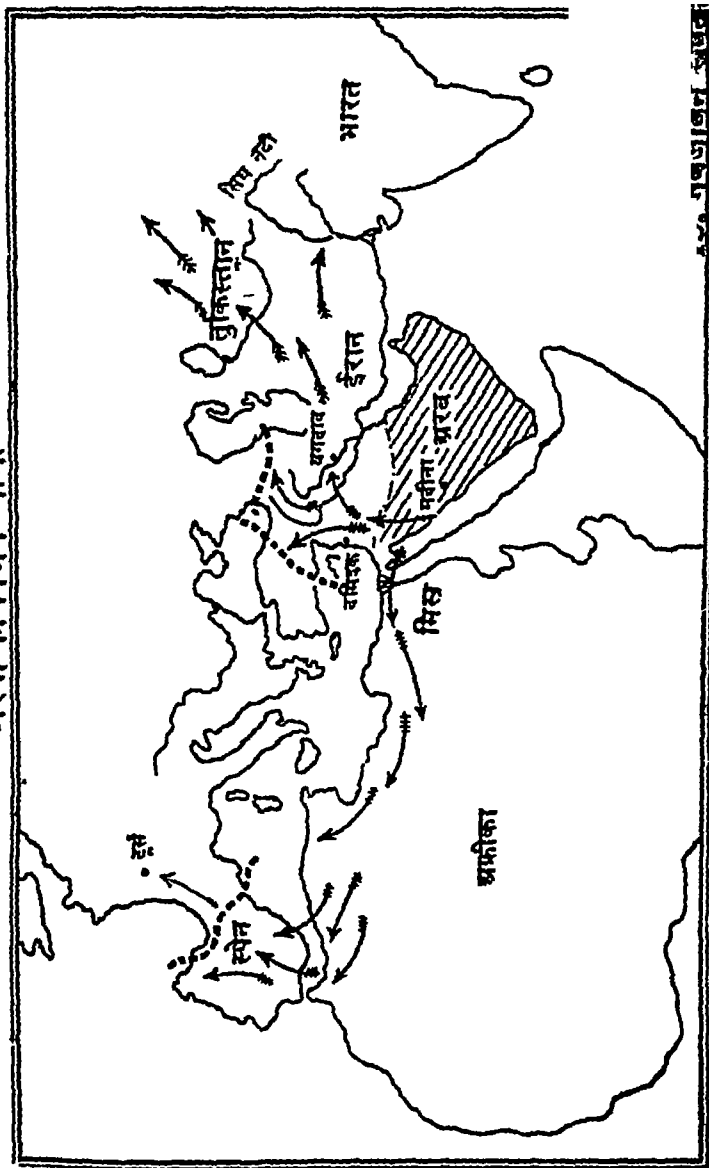 भारत
सिंध नदी
तुर्किस्तान
ईरान
बगदाद
अरब
मदीना
दमिश्क
मिस्र
अफ्रीका
टूर्स
स्पेन